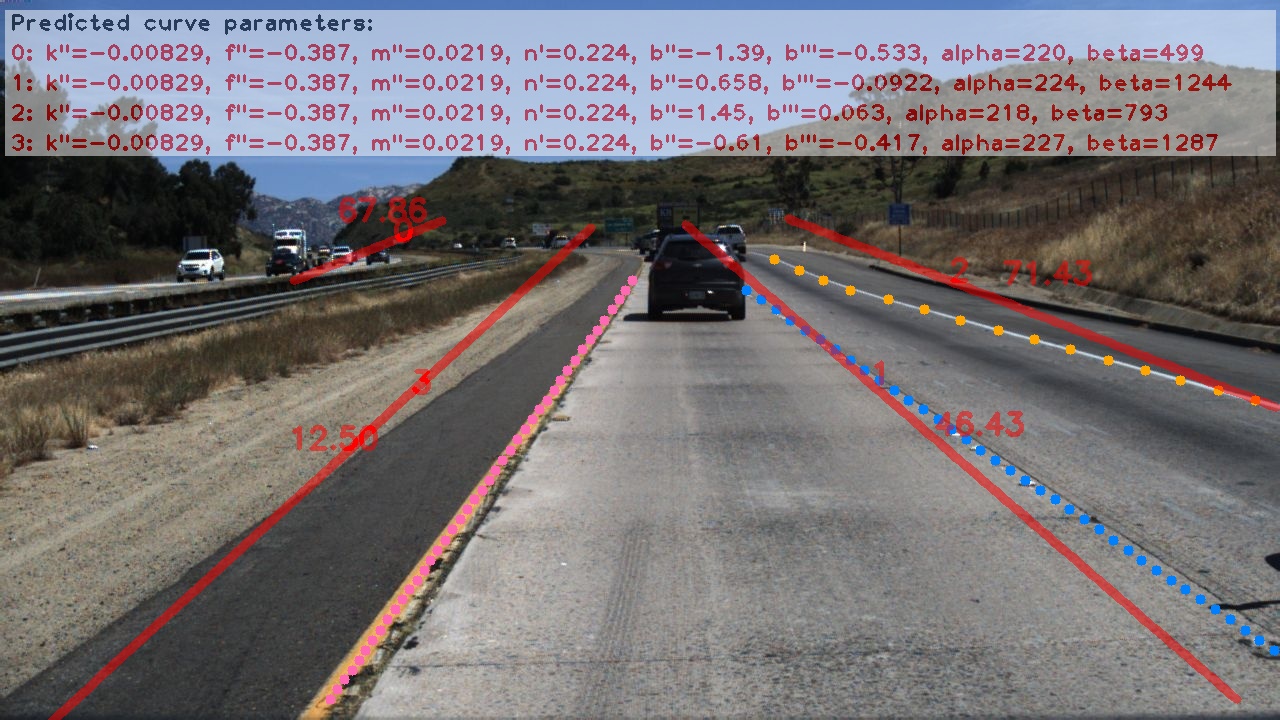 Predicted curve parameters:
0: k''=-0.00829, f''=-0.387, m''=0.0219, n'=0.224, b''=-1.39, b'''=-0.533, alpha=220, beta=499
1: k''=-0.00829, f''=-0.387, m''=0.0219, n'=0.224, b''=0.658, b'''=-0.0922, alpha=224, beta=1244
2: k''=-0.00829, f''=-0.387, m''=0.0219, n'=0.224, b''=1.45, b'''=0.063, alpha=218, beta=793
3: k''=-0.00829, f''=-0.387, m''=0.0219, n'=0.224, b''=-0.61, b'''=-0.417, alpha=227, beta=1287
67.86
0
2 71.43
3
1
12.50
46.43